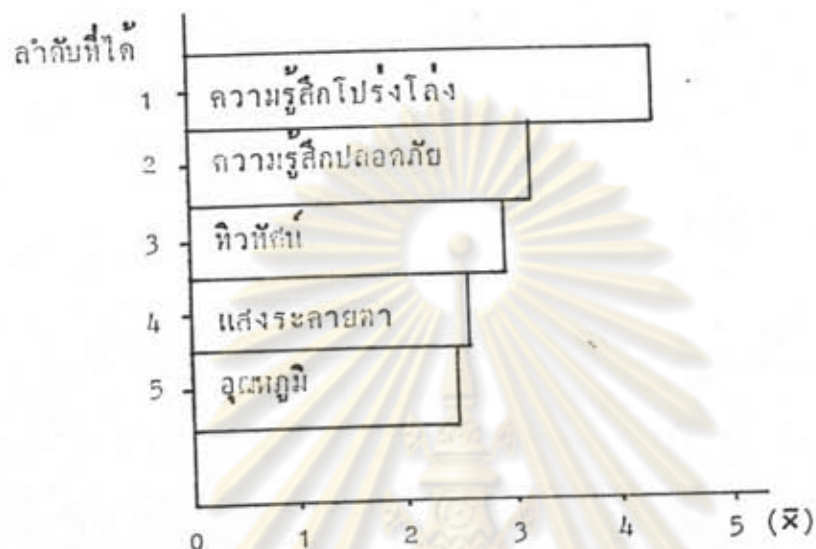 ลำดับที่ได้
1 ความรู้สึกโปร่งโล่ง
2 ความรู้สึกปลอดภัย
3 ทิวทัศน์
4 แสงระคายตา
5 อุณหภูมิ
0 1 2 3 4 5 (x̄)